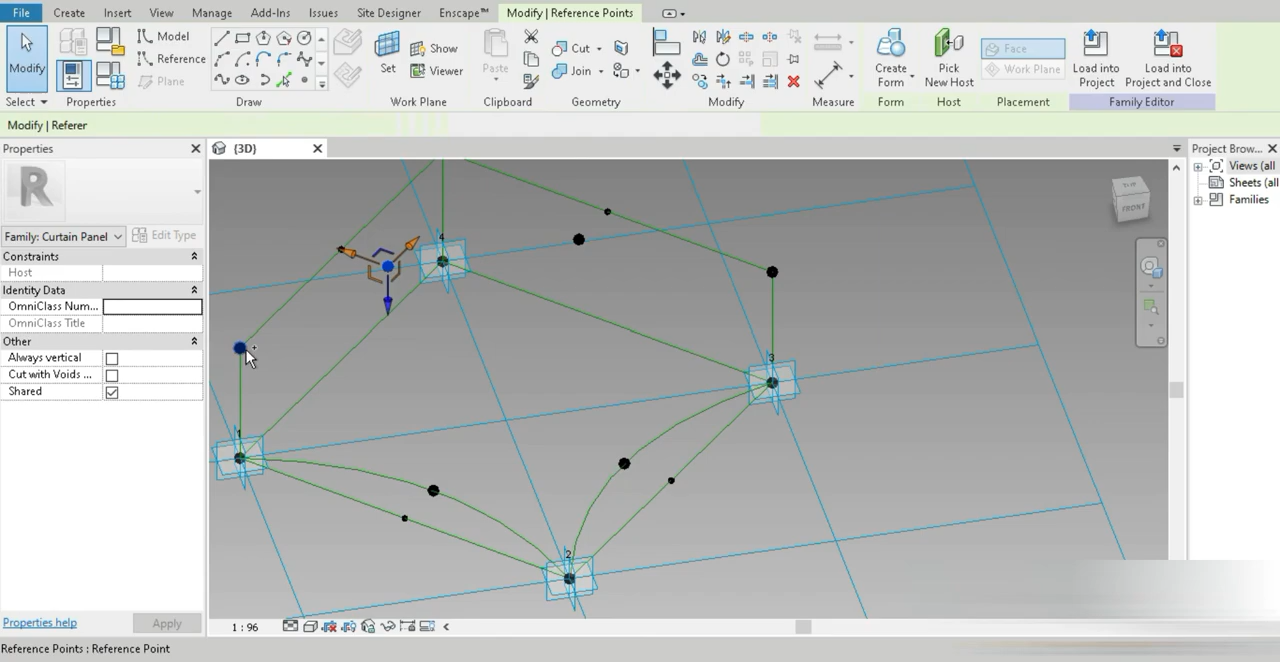 File Create Insert View Manage Add-Ins Issues Site Designer Enscape™ Modify | Reference Points
Modify
Select
Properties
Model
Reference
Plane
Draw
Set
Show
Viewer
Work Plane
Paste
Clipboard
Cut
Join
Geometry
Modify
Measure
Create
Form
Form
Pick
New Host
Host
Face
Work Plane
Placement
Load into
Project
Load into
Project and Close
Family Editor
Modify | Referer
Properties
R
Family: Curtain Panel
Edit Type
Constraints
Host
Identity Data
OmniClass Num...
OmniClass Title
Other
Always vertical
Cut with Voids ...
Shared
Properties help
Apply
{3D}
TOP
FRONT
4
3
1
2
1 : 96
Project Brow...
Views (all
Sheets (all
Families
Reference Points : Reference Point